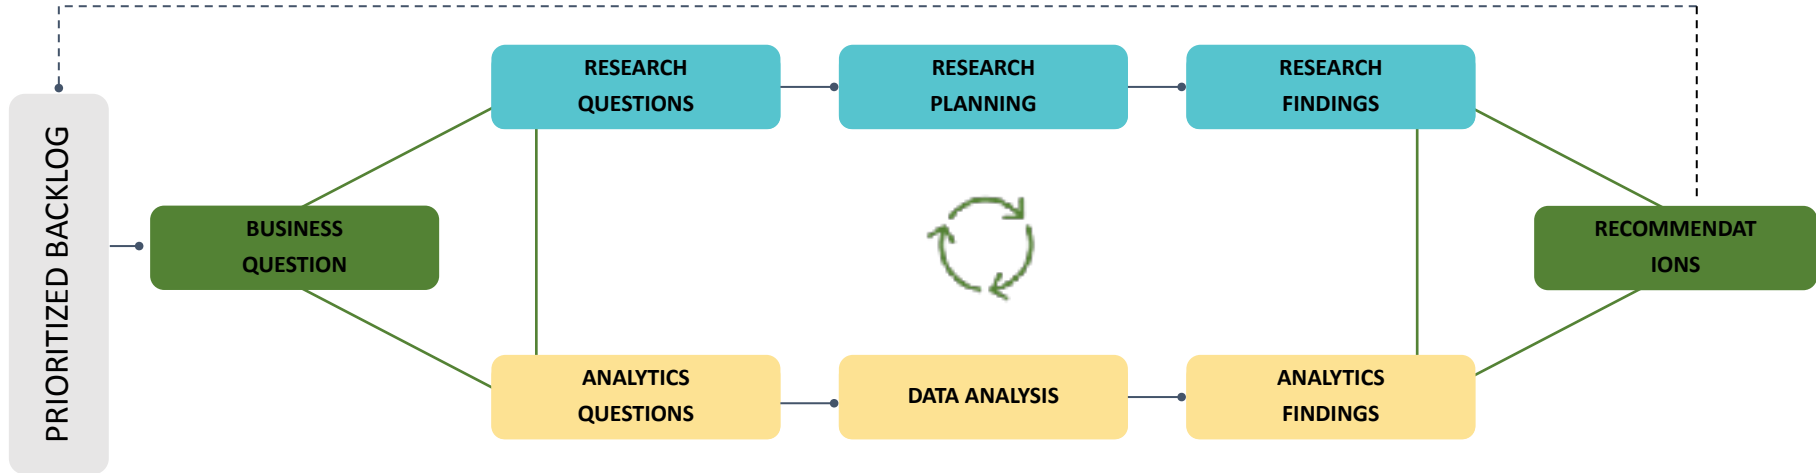 PRIORITIZED BACKLOG
BUSINESS
QUESTION
RESEARCH
QUESTIONS
RESEARCH
PLANNING
RESEARCH
FINDINGS
ANALYTICS
QUESTIONS
DATA ANALYSIS
ANALYTICS
FINDINGS
RECOMMENDAT
IONS